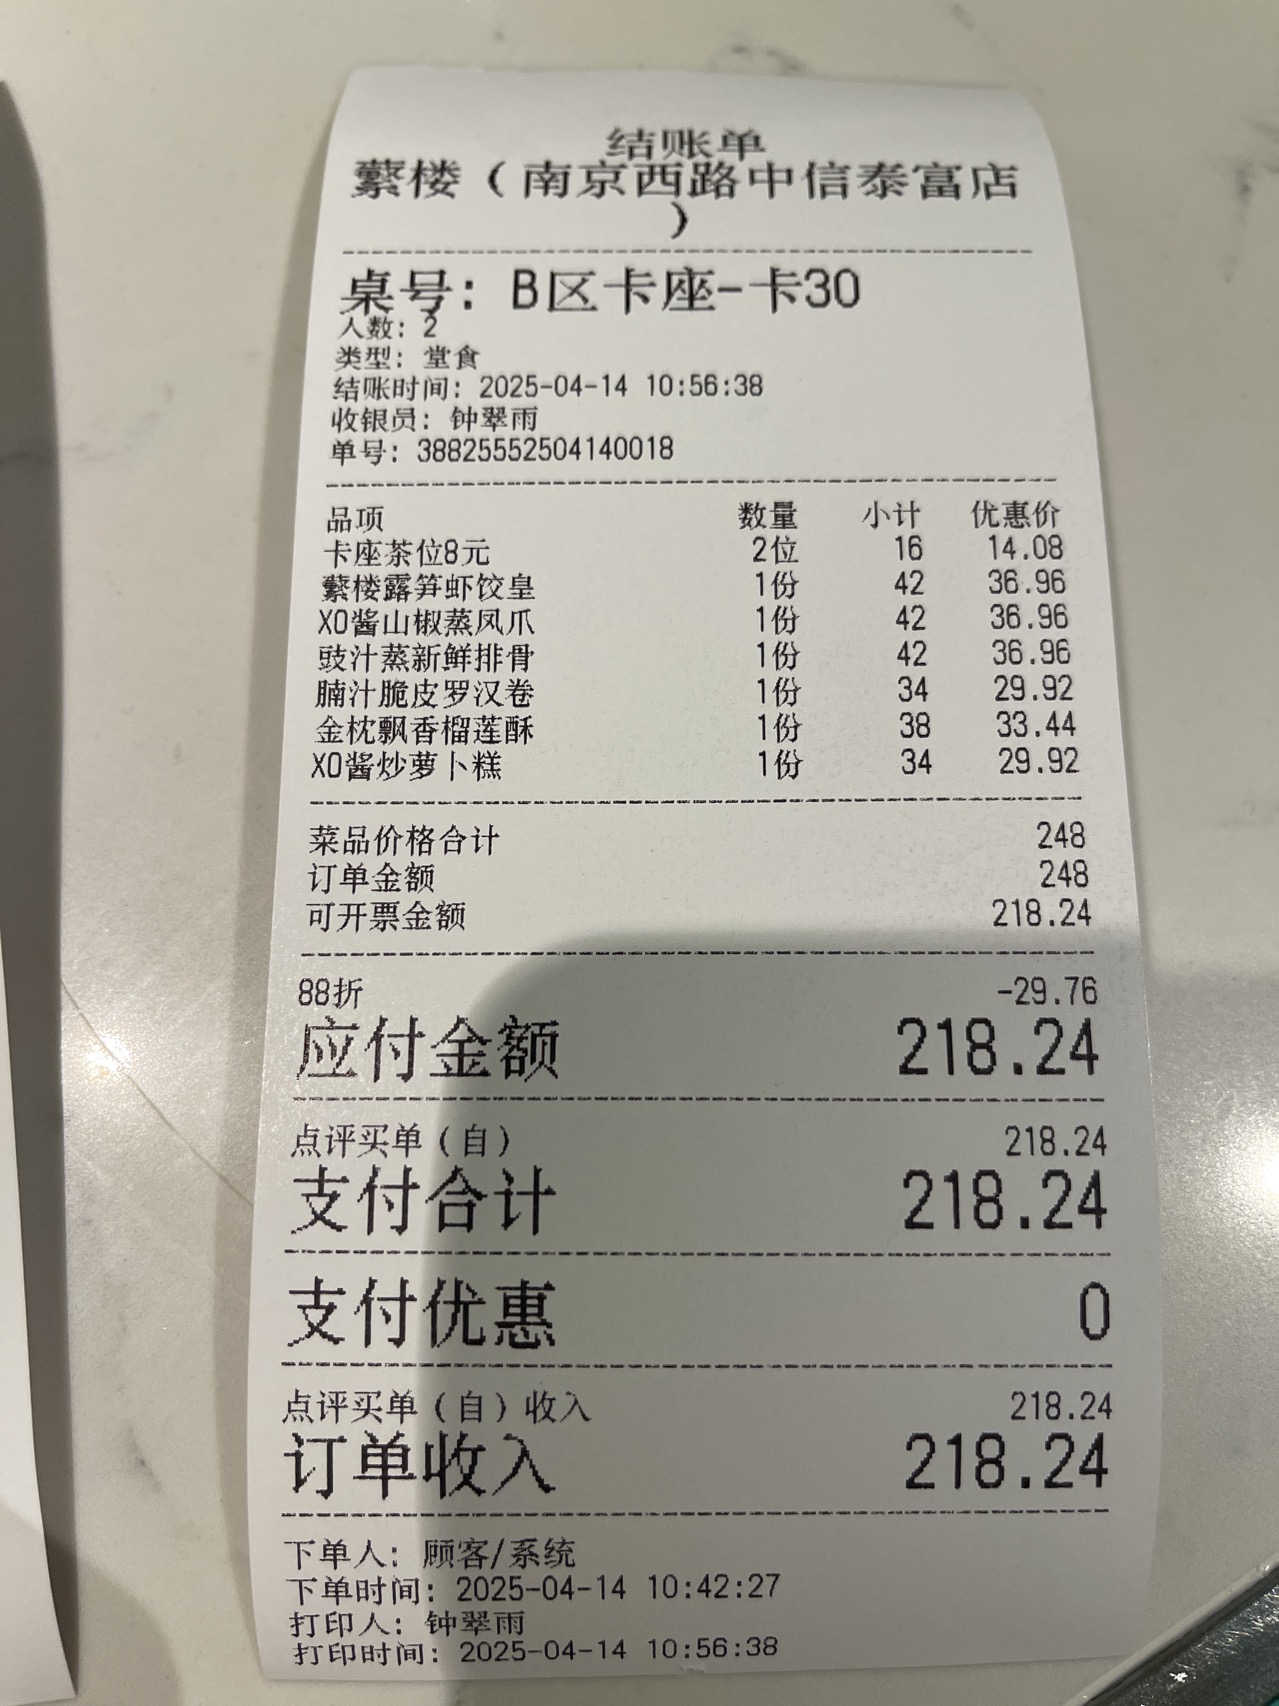 结账单
蘩楼（南京西路中信泰富店
）
桌号: B区卡座-卡30
人数: 2
类型: 堂食
结账时间: 2025-04-14 10:56:38
收银员: 钟翠雨
单号: 38825552504140018
品项 数量 小计 优惠价
卡座茶位8元 2位 16 14.08
蘩楼露笋虾饺皇 1份 42 36.96
XO酱山椒蒸凤爪 1份 42 36.96
豉汁蒸新鲜排骨 1份 42 36.96
腩汁脆皮罗汉卷 1份 34 29.92
金枕飘香榴莲酥 1份 38 33.44
XO酱炒萝卜糕 1份 34 29.92
菜品价格合计 248
订单金额 248
可开票金额 218.24
88折 -29.76
应付金额 218.24
点评买单（自） 218.24
支付合计 218.24
支付优惠 0
点评买单（自）收入 218.24
订单收入 218.24
下单人: 顾客/系统
下单时间: 2025-04-14 10:42:27
打印人: 钟翠雨
打印时间: 2025-04-14 10:56:38